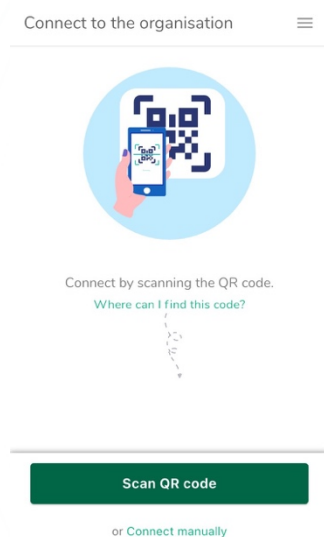 Connect to the organisation
Connect by scanning the QR code.
Where can I find this code?
Scan QR code
or Connect manually